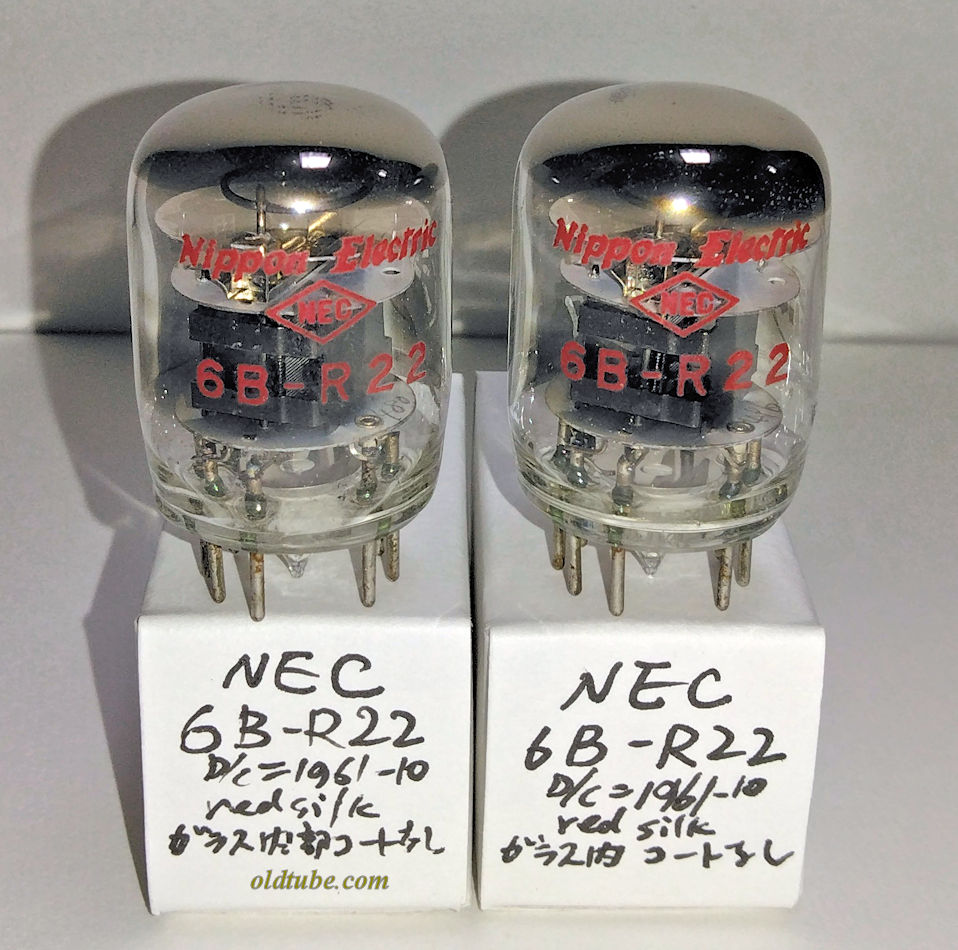 Nippon Electric
NEC
6B-R22
Nippon Electric
NEC
6B-R22
NEC
6B-R22
D/C=1961-10
red silk
ガラス内部コートなし
NEC
6B-R22
D/C=1961-10
red silk
ガラス内コートなし
oldtube.com